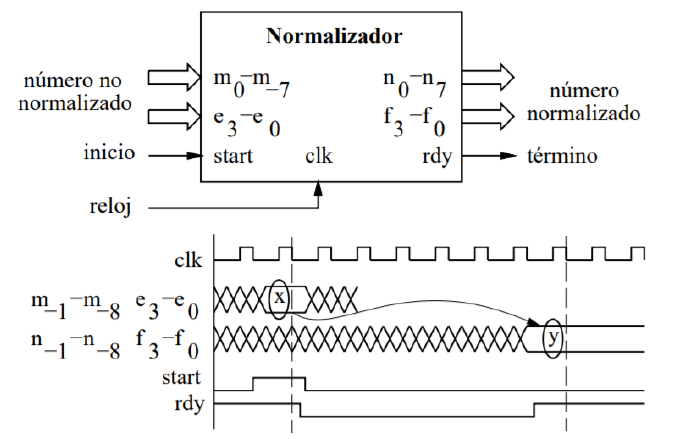 Normalizador
número no
normalizado
m0–m–7
n0–n7
número
normalizado
e3–e0
f3–f0
inicio
start
clk
rdy
término
reloj
clk
m–1–m–8 e3–e0
x
n–1–n–8 f3–f0
y
start
rdy